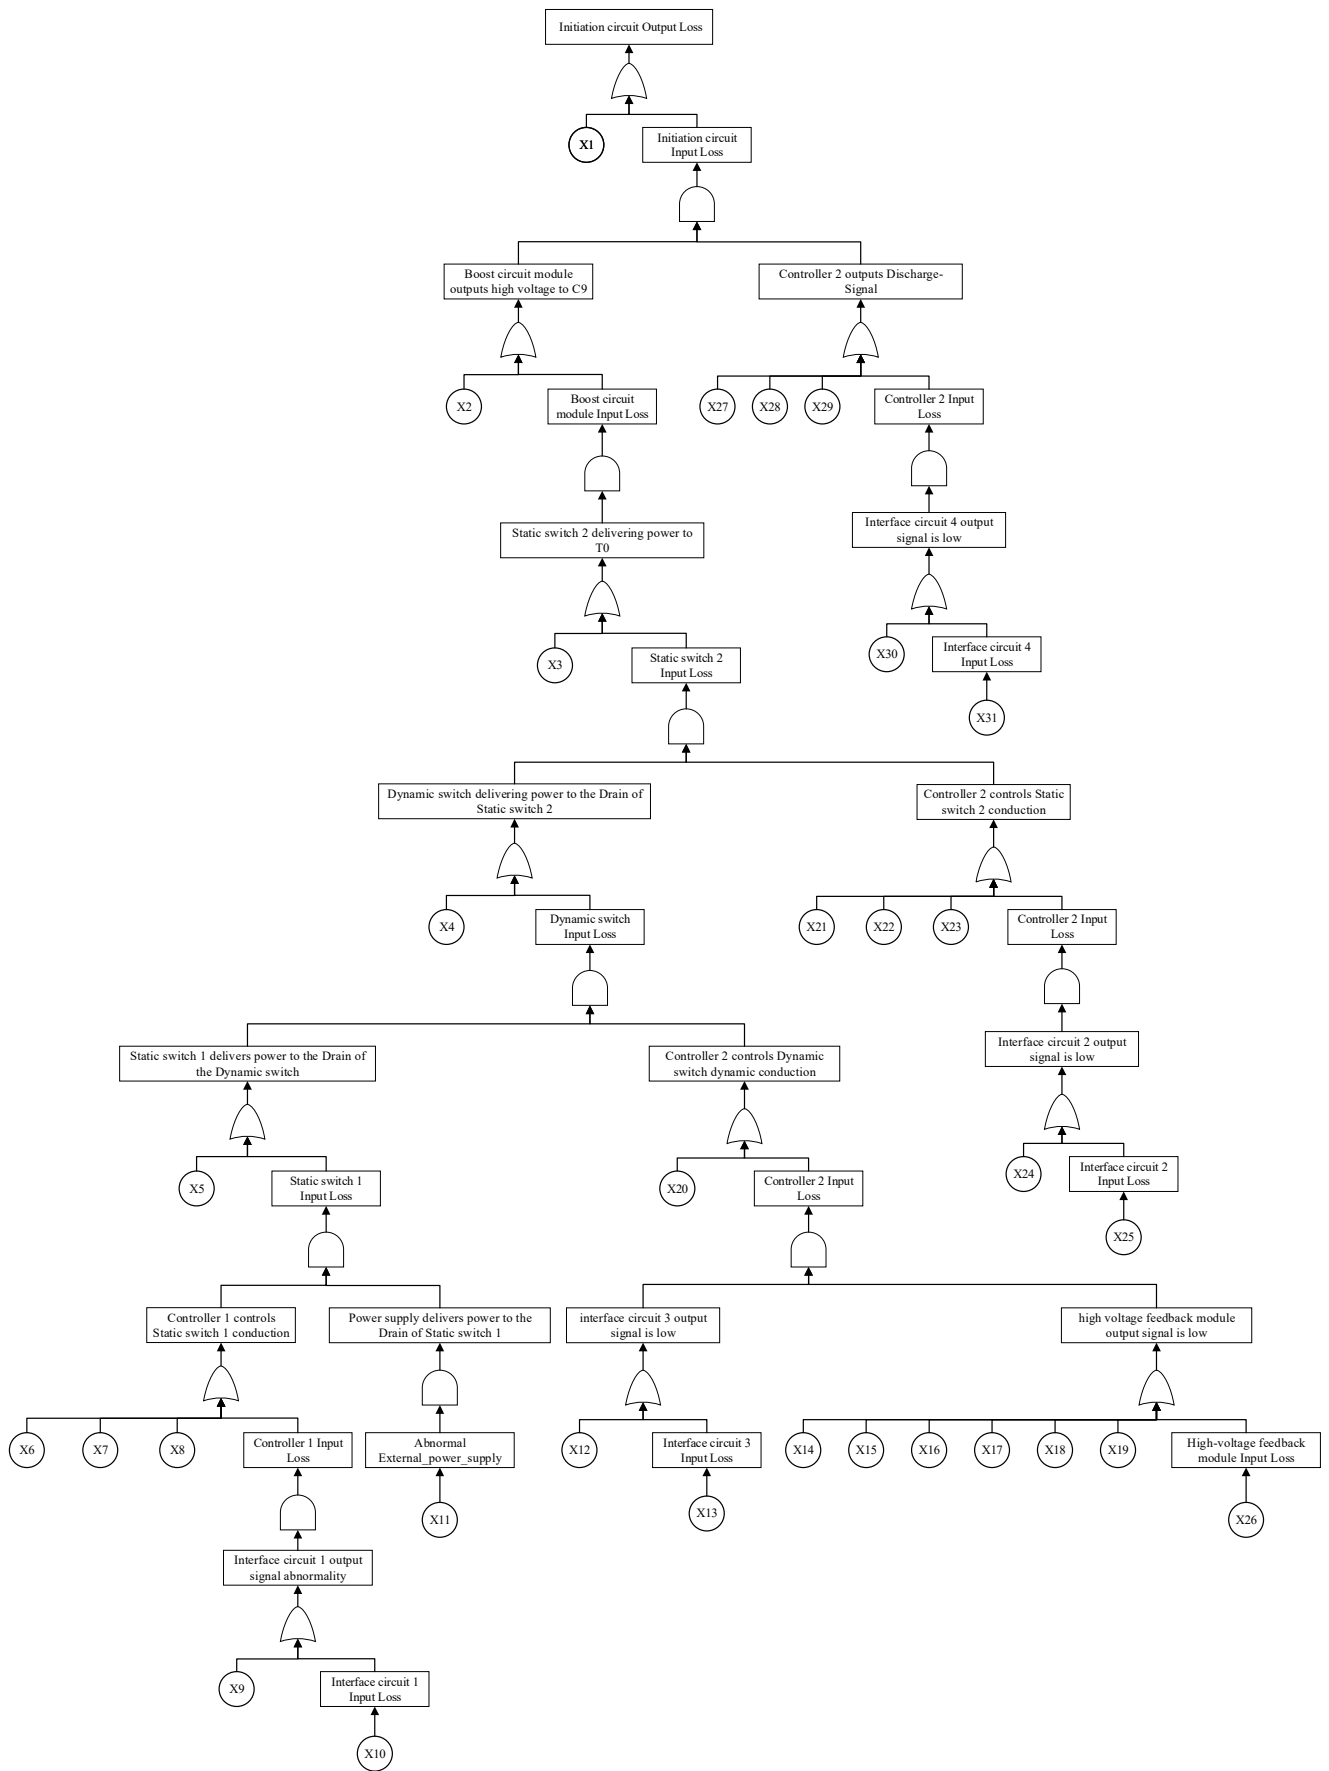 Initiation circuit Output Loss
X1
Initiation circuit
Input Loss
Boost circuit module
outputs high voltage to C9
Controller 2 outputs Discharge-
Signal
X2
Boost circuit
module Input Loss
X27
X28
X29
Controller 2 Input
Loss
Static switch 2 delivering power to
T0
Interface circuit 4 output
signal is low
X3
Static switch 2
Input Loss
X30
Interface circuit 4
Input Loss
X31
Dynamic switch delivering power to the Drain of
Static switch 2
Controller 2 controls Static
switch 2 conduction
X4
Dynamic switch
Input Loss
X21
X22
X23
Controller 2 Input
Loss
Static switch 1 delivers power to the Drain of
the Dynamic switch
Controller 2 controls Dynamic
switch dynamic conduction
Interface circuit 2 output
signal is low
X5
Static switch 1
Input Loss
X20
Controller 2 Input
Loss
X24
Interface circuit 2
Input Loss
X25
Controller 1 controls
Static switch 1 conduction
Power supply delivers power to the
Drain of Static switch 1
interface circuit 3 output
signal is low
high voltage feedback module
output signal is low
X6
X7
X8
Controller 1 Input
Loss
Abnormal
External_power_supply
X12
Interface circuit 3
Input Loss
X14
X15
X16
X17
X18
X19
High-voltage feedback
module Input Loss
X11
X13
X26
Interface circuit 1 output
signal abnormality
X9
Interface circuit 1
Input Loss
X10